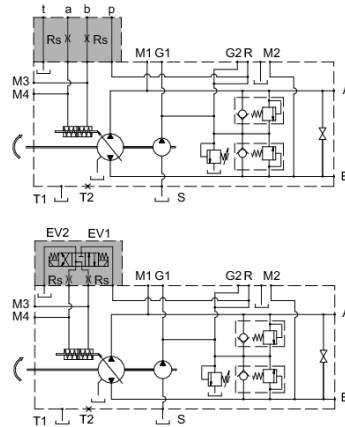 t a b p
Rs Rs
M1 G1 G2 R M2
M3
M4
A
B
T1 T2 S
EV2 EV1
Rs Rs
M1 G1 G2 R M2
M3
M4
A
B
T1 T2 S